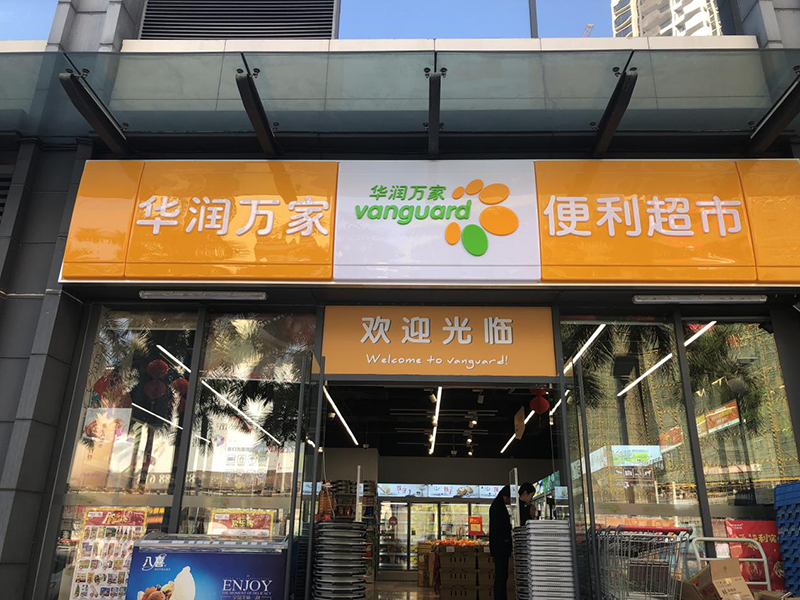 华润万家
华润万家
vanguard
便利超市
欢迎光临
Welcome to vanguard!
八喜
ENJOY